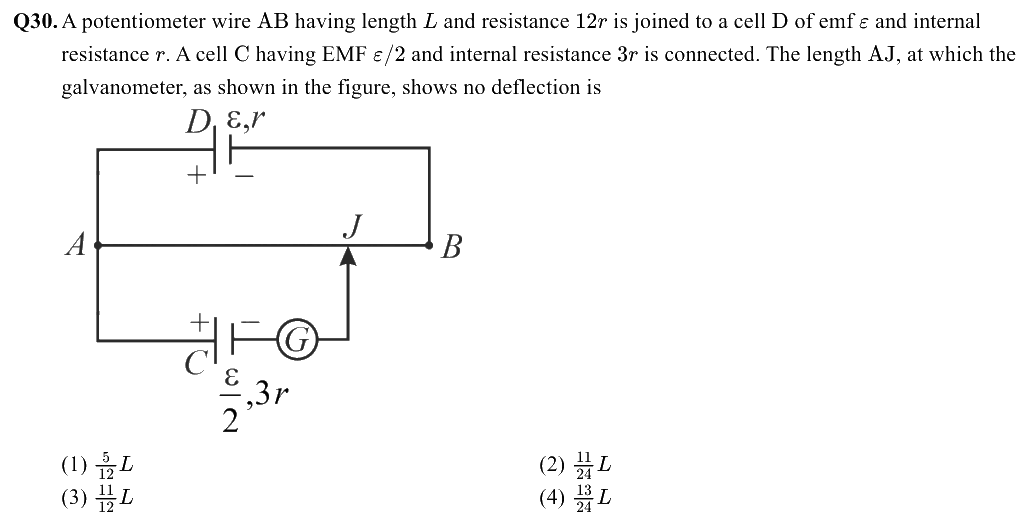 Q30. A potentiometer wire AB having length L and resistance 12r is joined to a cell D of emf ε and internal
resistance r. A cell C having EMF ε/2 and internal resistance 3r is connected. The length AJ, at which the
galvanometer, as shown in the figure, shows no deflection is
D ε,r
+ −
J
A B
+ −
G
C
ε/2 ,3r
(1) 5/12 L (2) 11/24 L
(3) 11/12 L (4) 13/24 L